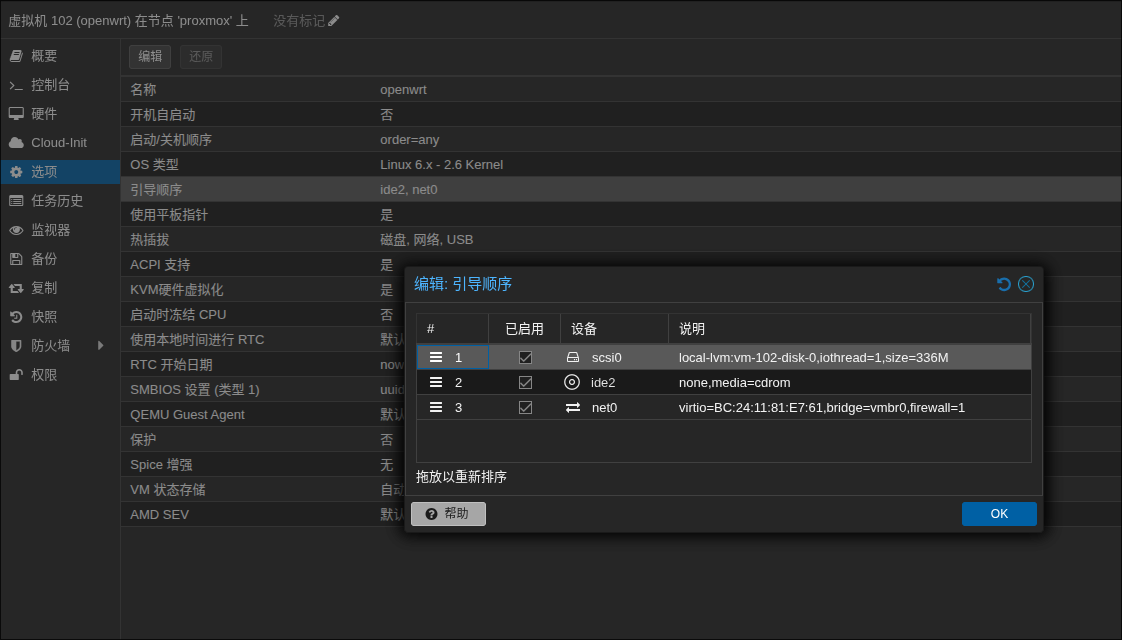 虚拟机 102 (openwrt) 在节点 'proxmox' 上 没有标记
概要
控制台
硬件
Cloud-Init
选项
任务历史
监视器
备份
复制
快照
防火墙
权限
编辑 还原
名称 openwrt
开机自启动 否
启动/关机顺序 order=any
OS 类型 Linux 6.x - 2.6 Kernel
引导顺序 ide2, net0
使用平板指针 是
热插拔 磁盘, 网络, USB
ACPI 支持 是
KVM硬件虚拟化 是
启动时冻结 CPU 否
使用本地时间进行 RTC 默认
RTC 开始日期 now
SMBIOS 设置 (类型 1) uuid
QEMU Guest Agent 默认
保护 否
Spice 增强 无
VM 状态存储 自动
AMD SEV 默认
编辑: 引导顺序
# 已启用 设备 说明
1 scsi0 local-lvm:vm-102-disk-0,iothread=1,size=336M
2 ide2 none,media=cdrom
3 net0 virtio=BC:24:11:81:E7:61,bridge=vmbr0,firewall=1
拖放以重新排序
帮助 OK